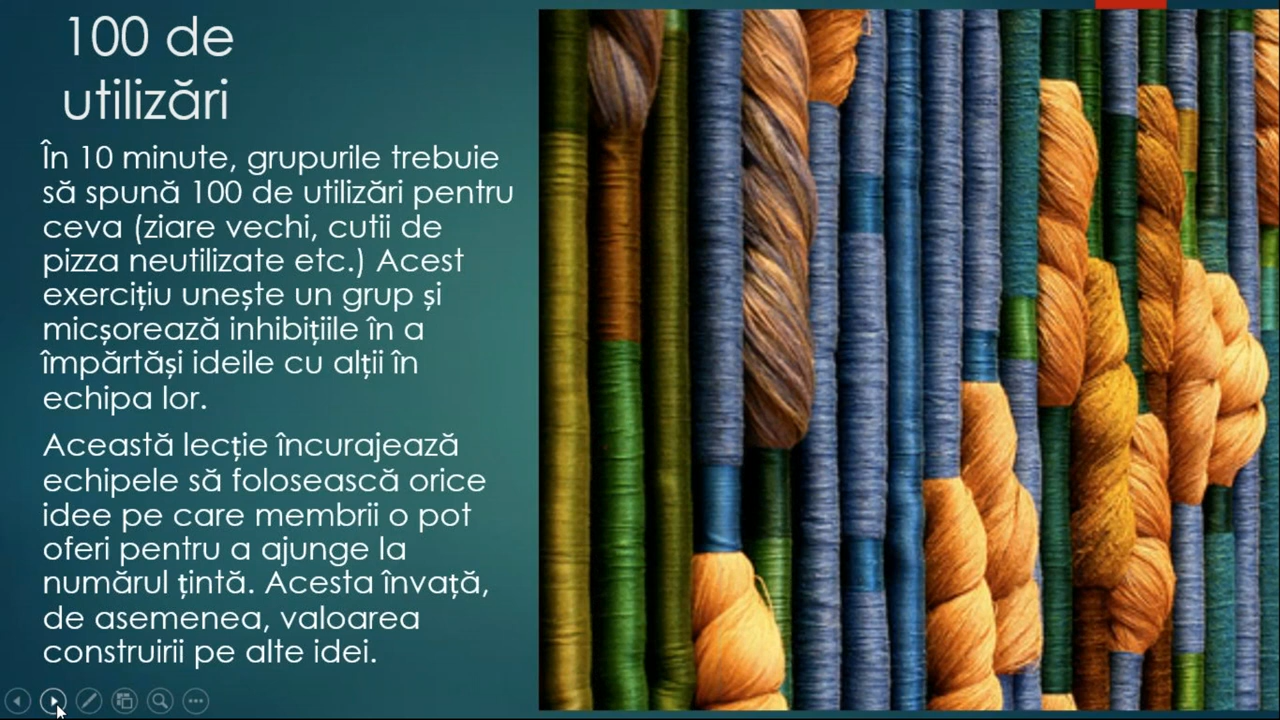 100 de
utilizări
În 10 minute, grupurile trebuie
să spună 100 de utilizări pentru
ceva (ziare vechi, cutii de
pizza neutilizate etc.) Acest
exercițiu unește un grup și
micșorează inhibițiile în a
împărtăși ideile cu alții în
echipa lor.
Această lecție încurajează
echipele să folosească orice
idee pe care membrii o pot
oferi pentru a ajunge la
numărul țintă. Acesta învață,
de asemenea, valoarea
construirii pe alte idei.